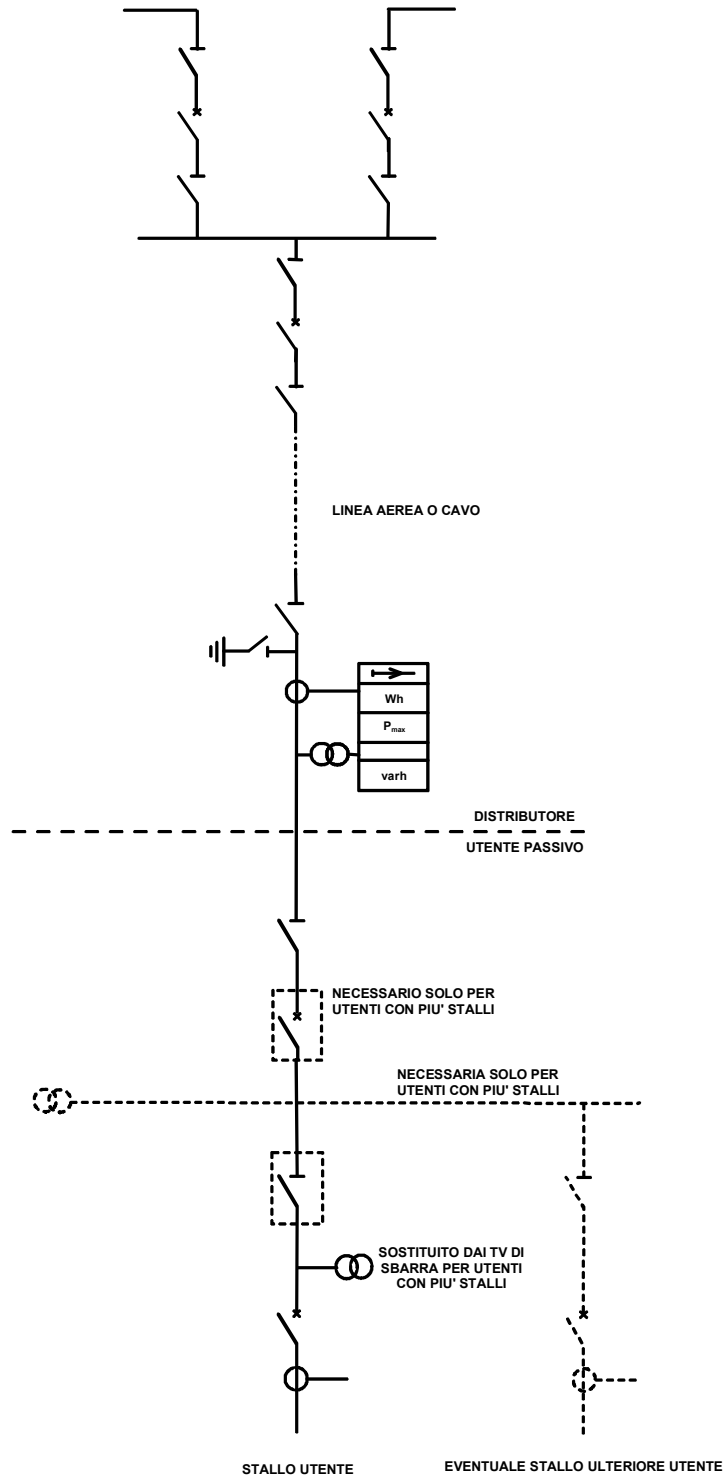 LINEA AEREA O CAVO
Wh
Pmax
varh
DISTRIBUTORE
UTENTE PASSIVO
NECESSARIO SOLO PER
UTENTI CON PIU' STALLI
NECESSARIA SOLO PER
UTENTI CON PIU' STALLI
SOSTITUITO DAI TV DI
SBARRA PER UTENTI
CON PIU' STALLI
STALLO UTENTE
EVENTUALE STALLO ULTERIORE UTENTE